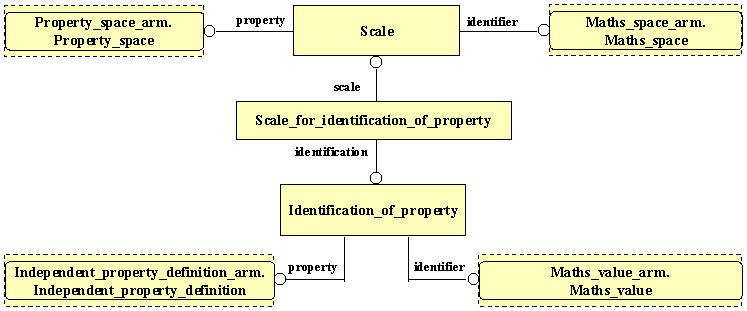 Property_space_arm.
Property_space
property
Scale
identifier
Maths_space_arm.
Maths_space
scale
Scale_for_identification_of_property
identification
Identification_of_property
Independent_property_definition_arm.
Independent_property_definition
property
identifier
Maths_value_arm.
Maths_value